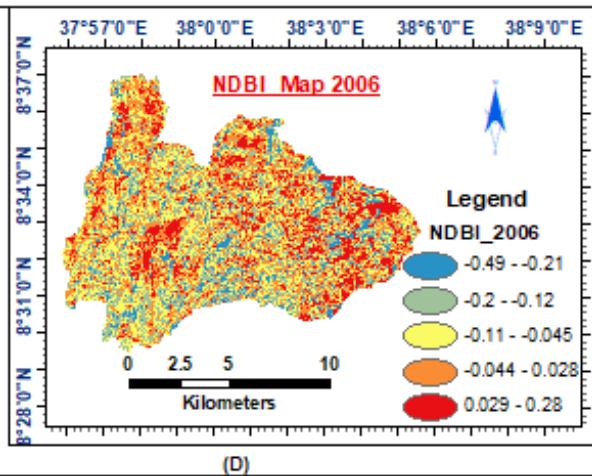 37°57'0"E 38°0'0"E 38°3'0"E 38°6'0"E 38°9'0"E
8°37'0"N
8°34'0"N
8°31'0"N
8°28'0"N
NDBI Map 2006
Legend
NDBI_2006
-0.49 - -0.21
-0.2 - -0.12
-0.11 - -0.045
-0.044 - 0.028
0.029 - 0.28
0 2.5 5 10
Kilometers
(D)